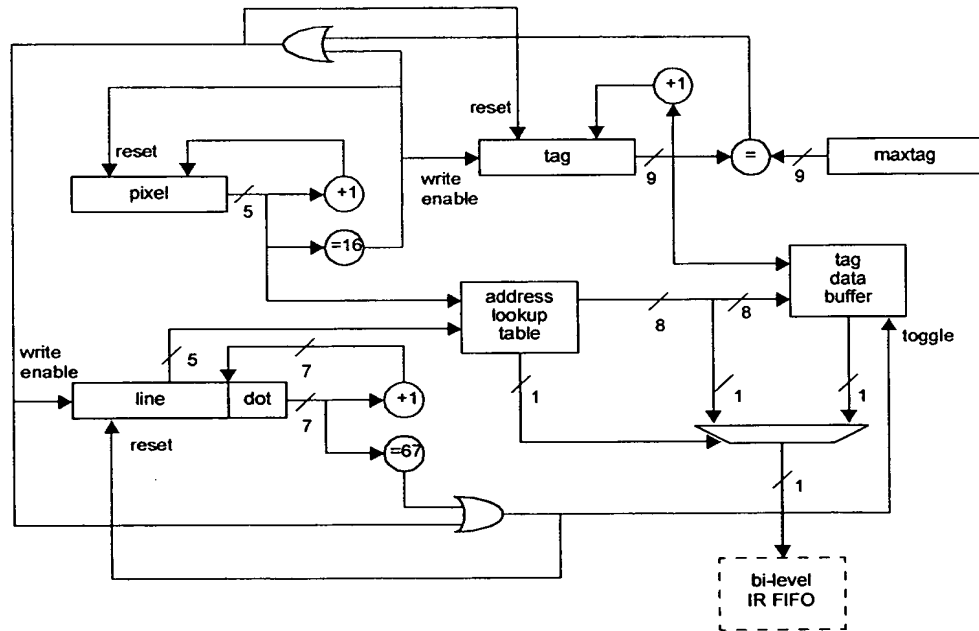 reset
+1
reset
tag
=
maxtag
9
9
write
enable
pixel
5
+1
=16
tag
data
buffer
address
lookup
table
8
8
toggle
write
enable
5
7
line
dot
7
+1
1
1
1
reset
=67
1
bi-level
IR FIFO